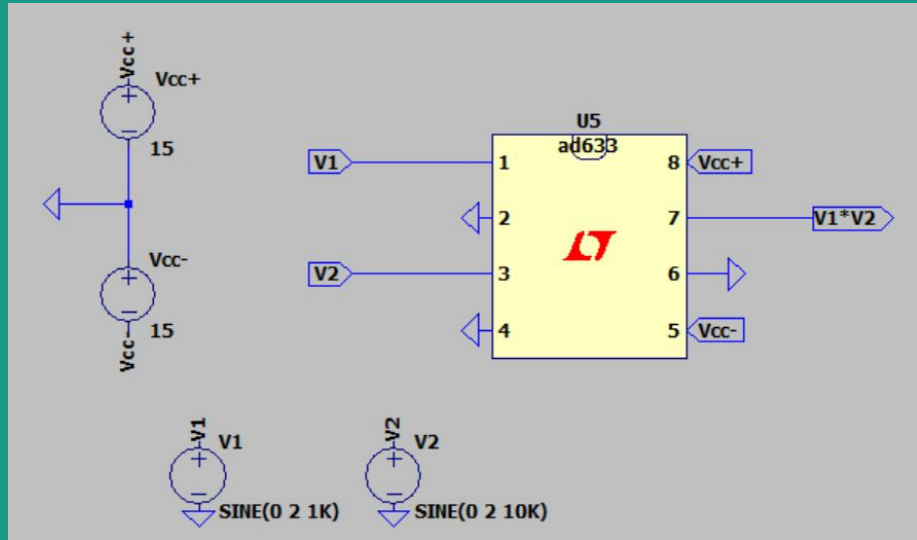 Vcc+
Vcc+
15
Vcc-
15
Vcc-
U5
ad633
V1
1
8
Vcc+
2
7
V1*V2
V2
3
6
4
5
Vcc-
V1
V1
SINE(0 2 1K)
V2
V2
SINE(0 2 10K)